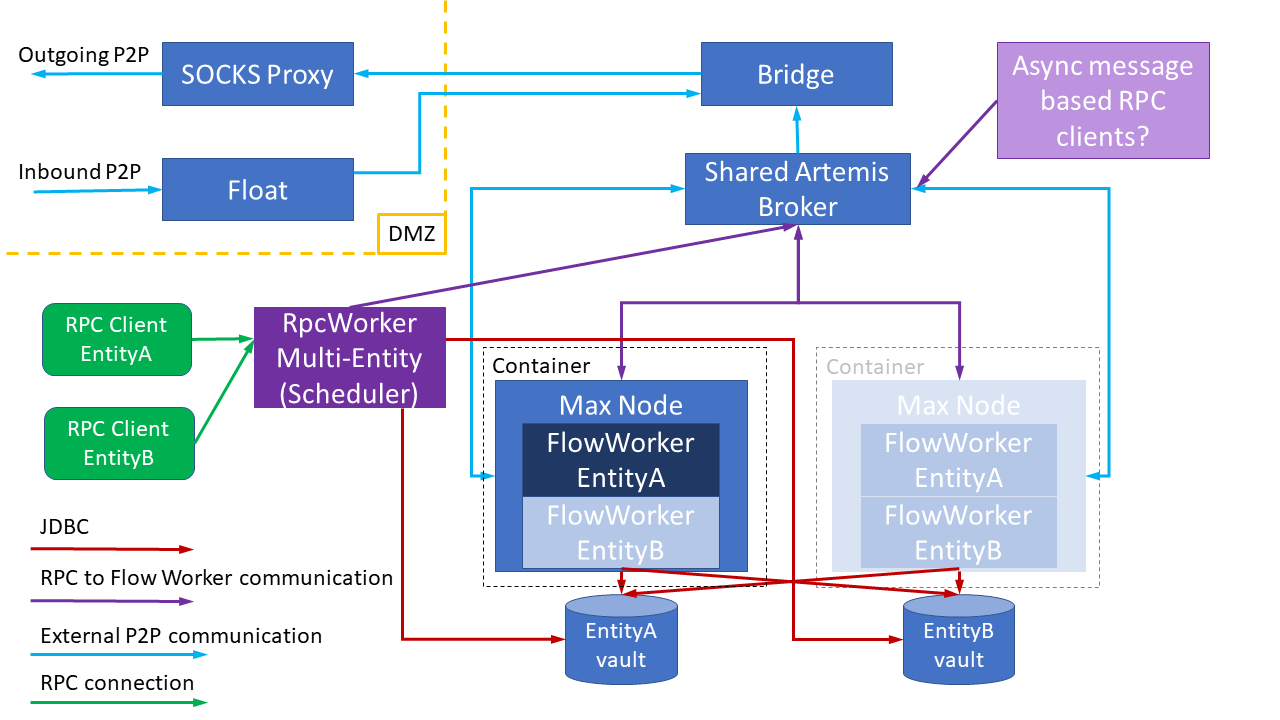 Outgoing P2P
SOCKS Proxy
Bridge
Async message
based RPC
clients?
Inbound P2P
Float
Shared Artemis
Broker
DMZ
RPC Client
EntityA
RpcWorker
Multi-Entity
(Scheduler)
RPC Client
EntityB
Container
Max Node
FlowWorker
EntityA
FlowWorker
EntityB
Container
Max Node
FlowWorker
EntityA
FlowWorker
EntityB
JDBC
RPC to Flow Worker communication
External P2P communication
RPC connection
EntityA
vault
EntityB
vault